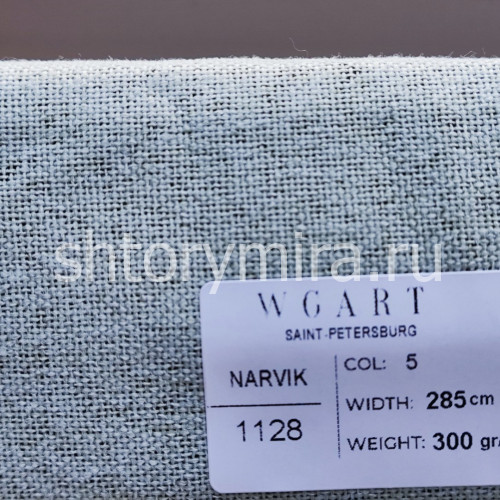 shtorymira.ru
WGART
SAINT-PETERSBURG
NARVIK
1128
COL: 5
WIDTH: 285 cm
WEIGHT: 300 gr/